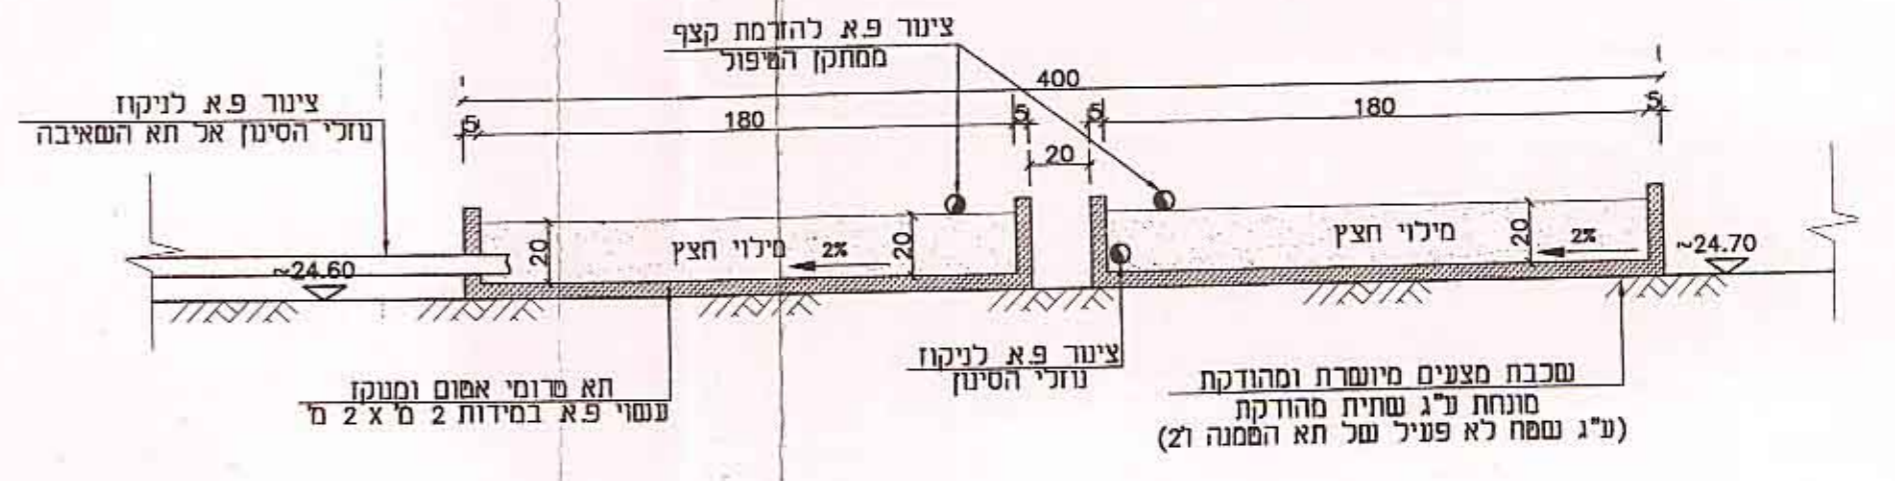 צינור פ.א. להזרמת קצף
ממתקן הטיפול
400
צינור פ.א. לניקוז
נוזלי הסינון אל תא השאיבה
5
180
5
5
180
5
20
מילוי חצץ
20
2%
20
מילוי חצץ
20
2%
~24.70
~24.60
צינור פ.א. לניקוז
נוזלי הסינון
תא טרומי אטום ומנוקז
עשוי פ.א. במידות 2 מ' X 2 מ'
שכבת מצעים מיושרת ומהודקת
מונחת ע"ג שתית מהודקת
(ע"ג שטח לא פעיל של תא הטמנה 2'ו)